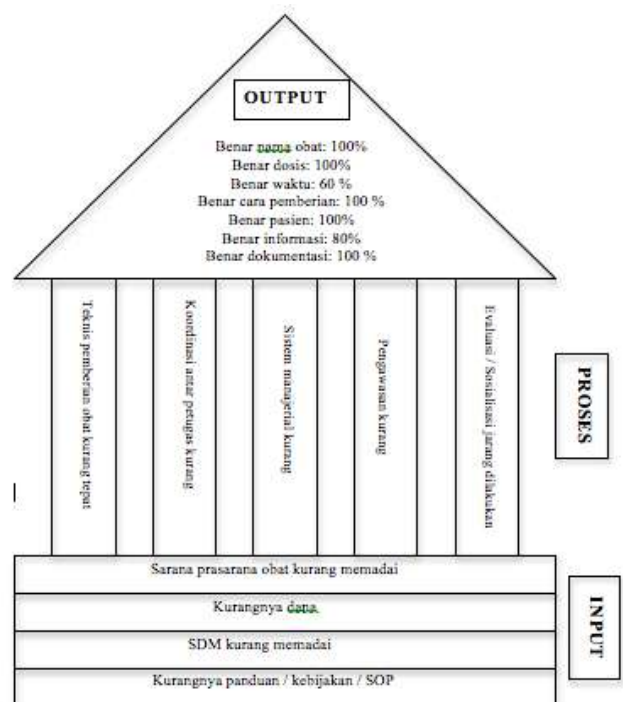 OUTPUT
Benar nama obat: 100%
Benar dosis: 100%
Benar waktu: 60 %
Benar cara pemberian: 100 %
Benar pasien: 100%
Benar informasi: 80%
Benar dokumentasi: 100 %
Teknis pemberian obat kurang tepat
Koordinasi antar petugas kurang
Sistem manajerial kurang
Pengawasan kurang
Evaluasi / Sosialisasi jarang dilakukan
PROSES
Sarana prasarana obat kurang memadai
Kurangnya dana
SDM kurang memadai
Kurangnya panduan / kebijakan / SOP
INPUT